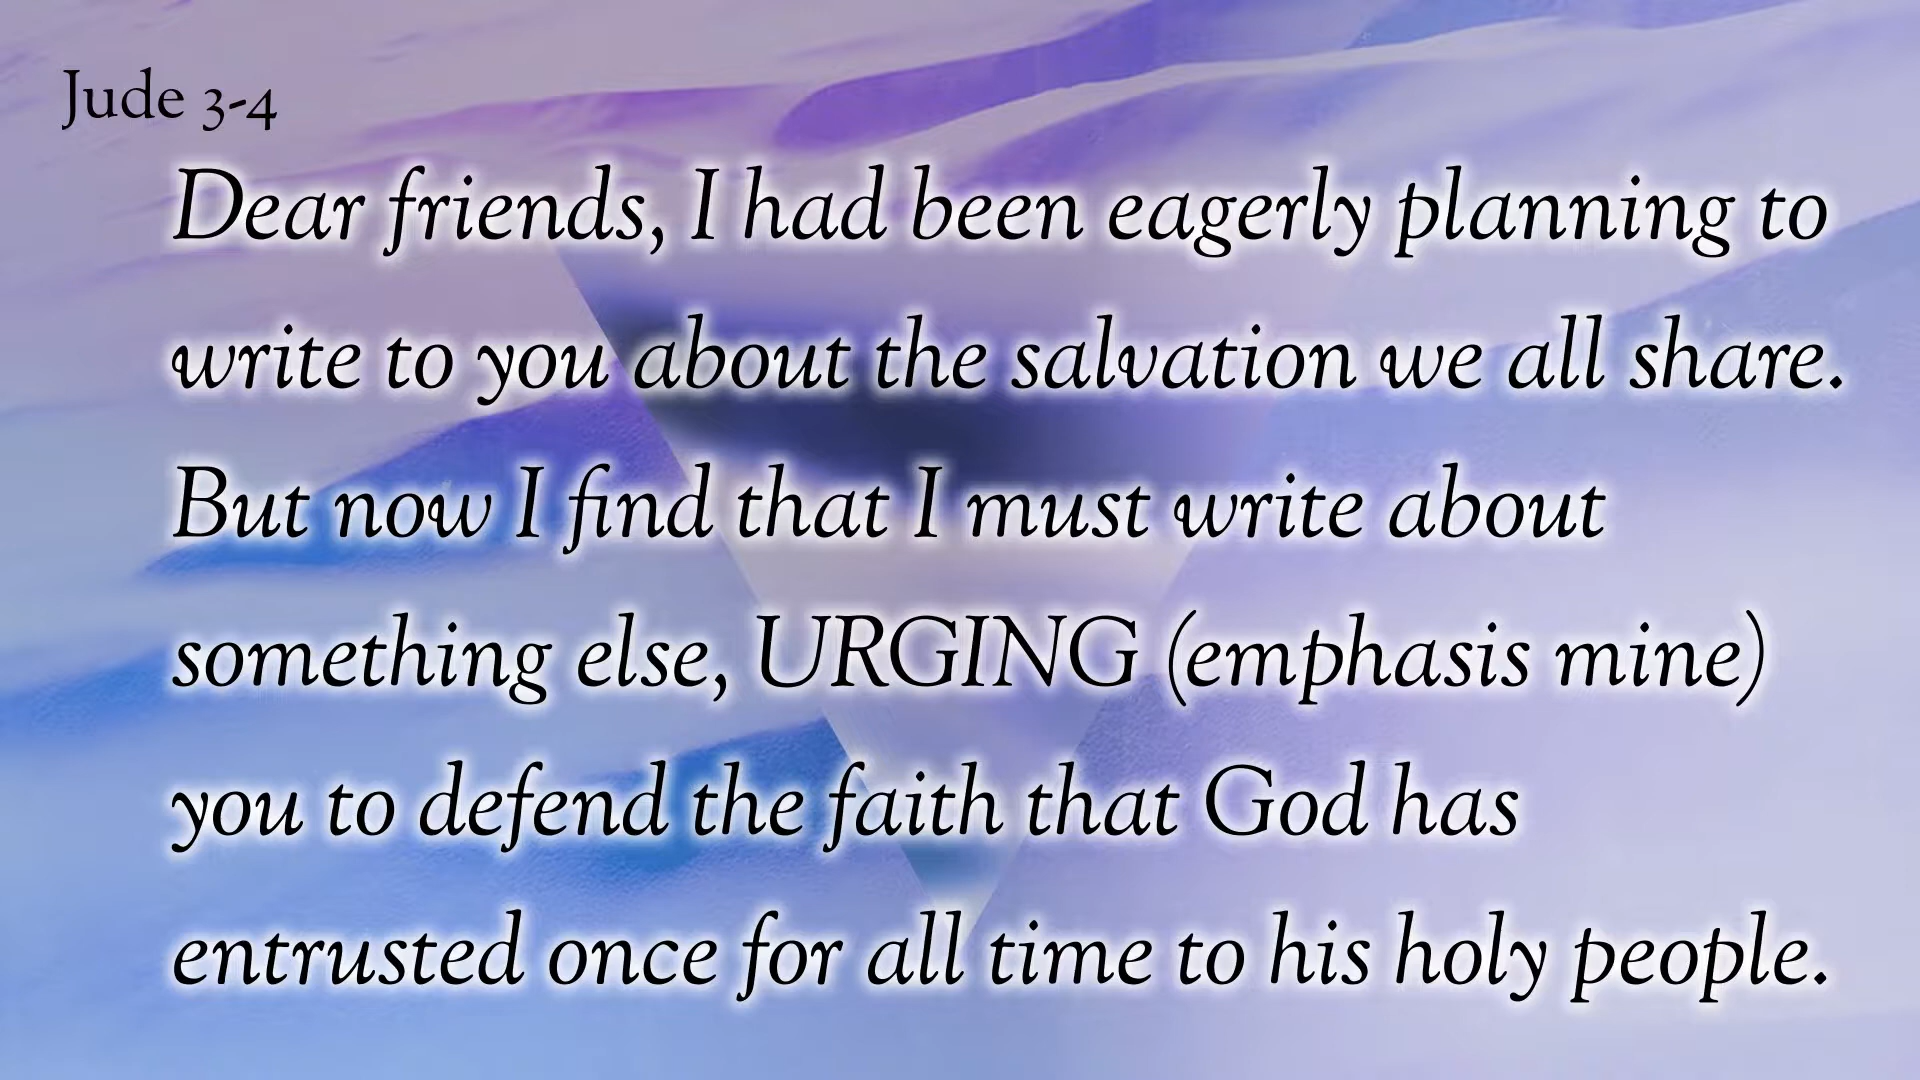 Jude 3-4
Dear friends, I had been eagerly planning to
write to you about the salvation we all share.
But now I find that I must write about
something else, URGING (emphasis mine)
you to defend the faith that God has
entrusted once for all time to his holy people.